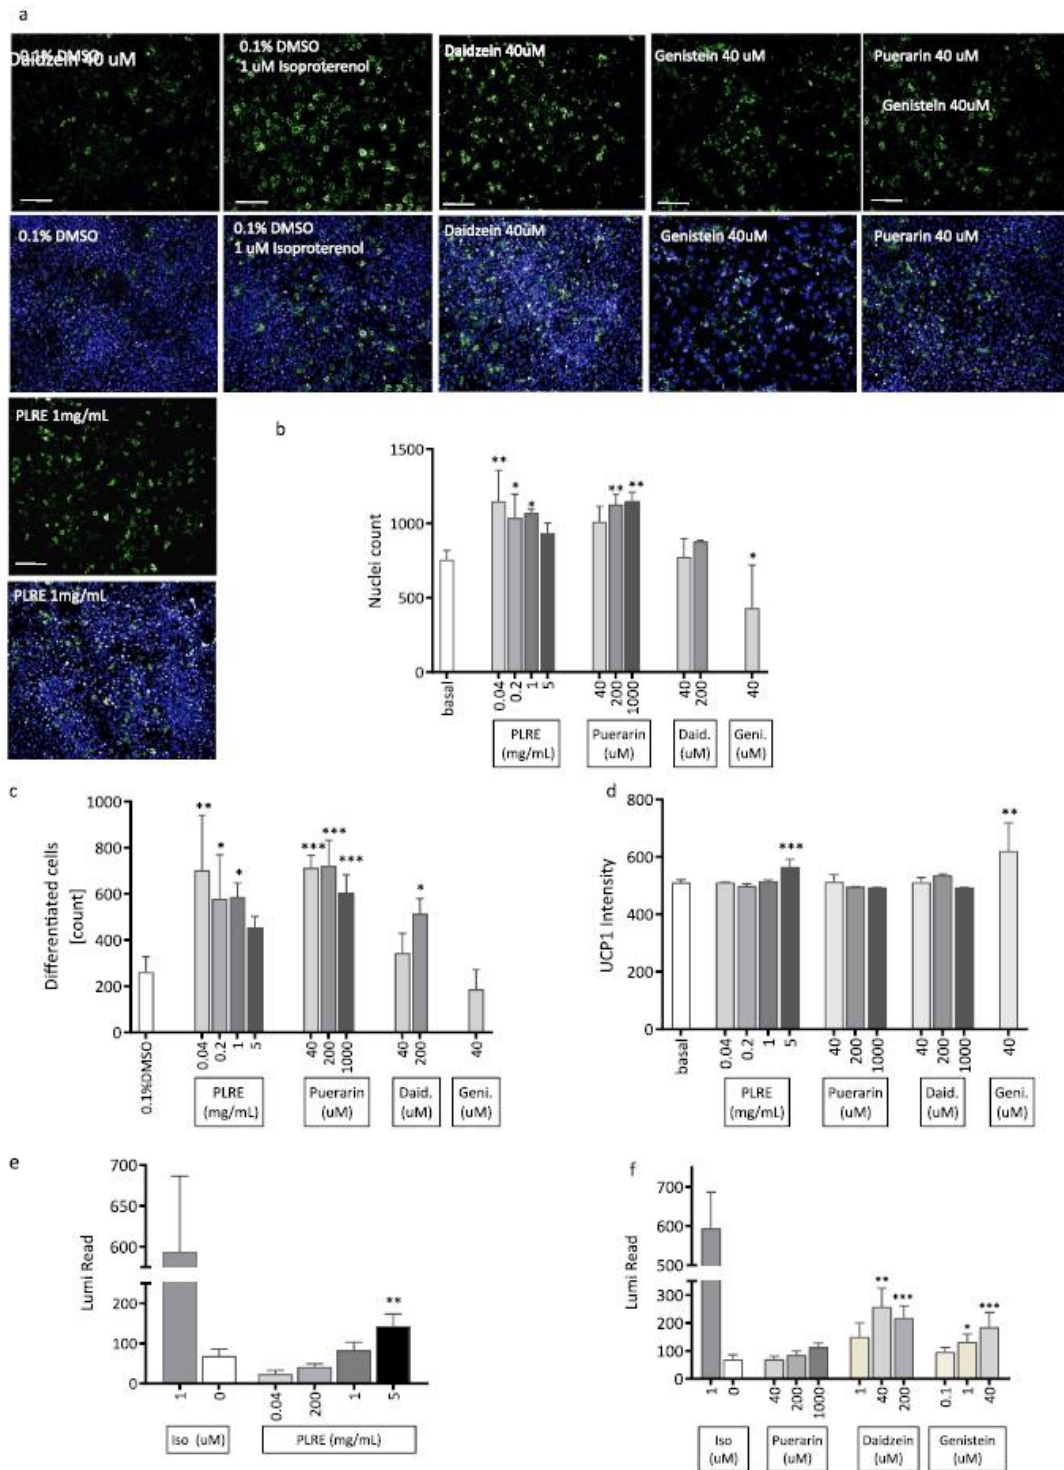 a
0.1% DMSO
Daidzein 40 uM
0.1% DMSO
1 uM Isoproterenol
Daidzein 40uM
Genistein 40 uM
Puerarin 40 uM
Genistein 40uM
0.1% DMSO
0.1% DMSO
1 uM Isoproterenol
Daidzein 40uM
Genistein 40uM
Puerarin 40 uM
PLRE 1mg/mL
PLRE 1mg/mL
b
Nuclei count
1500
1000
500
0
** * * ** ** *
basal 0.04 0.2 1 5 40 200 1000 40 200 40
PLRE (mg/mL)
Puerarin (uM)
Daid. (uM)
Geni. (uM)
c
Differentiated cells
[count]
1000
800
600
400
200
0
** * * *** *** *** *
0.1%DMSO 0.04 0.2 1 5 40 200 1000 40 200 40
PLRE (mg/mL)
Puerarin (uM)
Daid. (uM)
Geni. (uM)
d
UCP1 Intensity
800
600
400
200
0
*** **
basal 0.04 0.2 1 5 40 200 1000 40 200 1000 40
PLRE (mg/mL)
Puerarin (uM)
Daid. (uM)
Geni. (uM)
e
Lumi Read
700
650
600
200
100
0
**
1 0 0.04 200 1 5
Iso (uM)
PLRE (mg/mL)
f
Lumi Read
700
600
500
300
200
100
0
** *** * ***
1 0 40 200 1000 1 40 200 0.1 1 40
Iso (uM)
Puerarin (uM)
Daidzein (uM)
Genistein (uM)